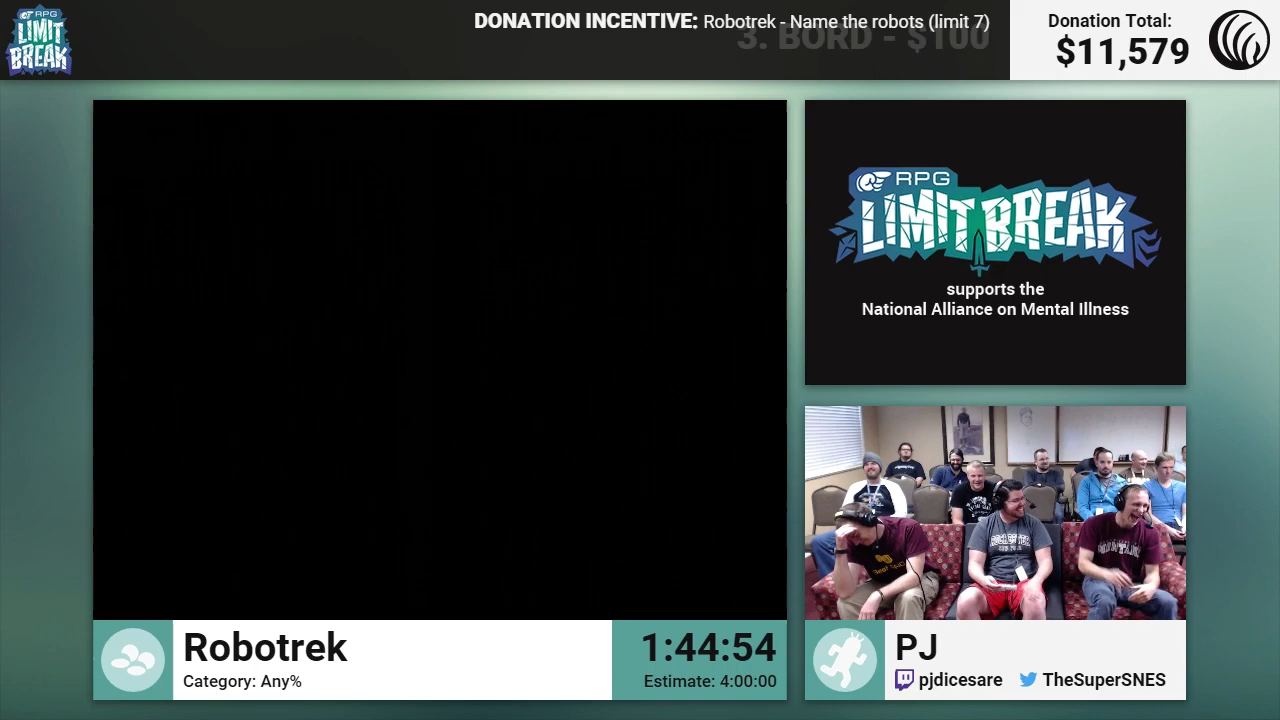 RPG
LIMIT
BREAK
DONATION INCENTIVE: Robotrek - Name the robots (limit 7)
3. BORD - $100
Donation Total:
$11,579
RPG
LIMIT BREAK
supports the
National Alliance on Mental Illness
Robotrek
Category: Any%
1:44:54
Estimate: 4:00:00
PJ
pjdicesare
TheSuperSNES